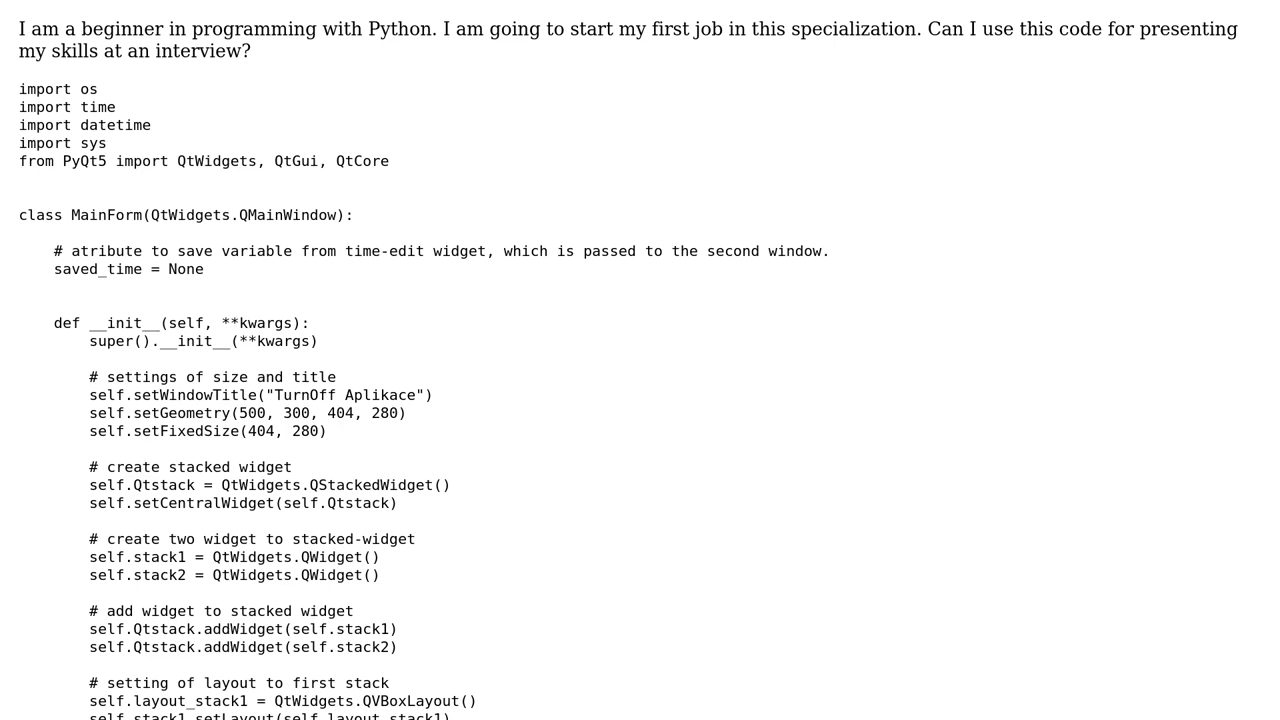 I am a beginner in programming with Python. I am going to start my first job in this specialization. Can I use this code for presenting
my skills at an interview?
import os
import time
import datetime
import sys
from PyQt5 import QtWidgets, QtGui, QtCore
class MainForm(QtWidgets.QMainWindow):
# atribute to save variable from time-edit widget, which is passed to the second window.
saved_time = None
def __init__(self, **kwargs):
super().__init__(**kwargs)
# settings of size and title
self.setWindowTitle("TurnOff Aplikace")
self.setGeometry(500, 300, 404, 280)
self.setFixedSize(404, 280)
# create stacked widget
self.Qtstack = QtWidgets.QStackedWidget()
self.setCentralWidget(self.Qtstack)
# create two widget to stacked-widget
self.stack1 = QtWidgets.QWidget()
self.stack2 = QtWidgets.QWidget()
# add widget to stacked widget
self.Qtstack.addWidget(self.stack1)
self.Qtstack.addWidget(self.stack2)
# setting of layout to first stack
self.layout_stack1 = QtWidgets.QVBoxLayout()
self.stack1.setLayout(self.layout_stack1)